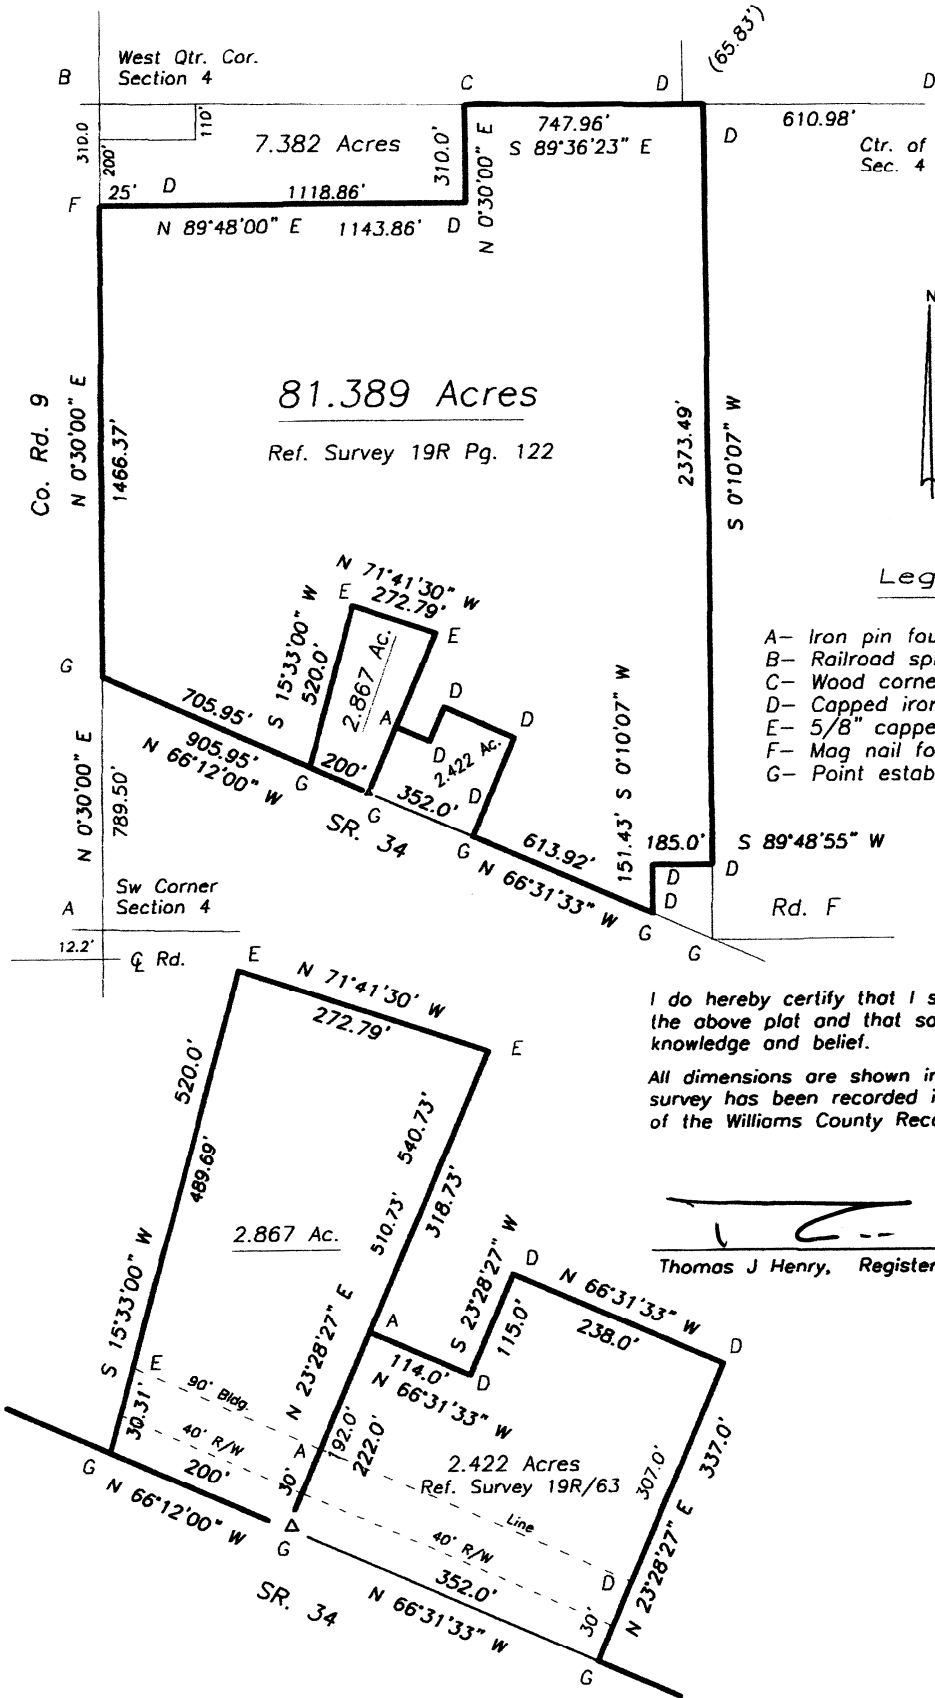 (65.83')
West Qtr. Cor.
Section 4
B
C
D
D
310.0
110'
200'
7.382 Acres
310.0'
N 0°30'00" E
747.96'
S 89°36'23" E
D
610.98'
Ctr. of
Sec. 4
F
25'
D
1118.86'
N 89°48'00" E
1143.86'
D
N
81.389 Acres
Ref. Survey 19R Pg. 122
Co. Rd. 9
N 0°30'00" E
1466.37'
2373.49'
S 0°10'07" W
Leg
A- Iron pin fou
B- Railroad sp
C- Wood corne
D- Capped iron
E- 5/8" cappe
F- Mag nail fo
G- Point estab
N 71°41'30" W
272.79'
E
E
S 15°33'00" W
520.0'
2.867 Ac.
A
D
D
D
2.422 Ac.
D
G
705.95'
905.95'
N 66°12'00" W
G
200'
G
352.0'
SR. 34
G
613.92'
N 66°31'33" W
151.43' S 0°10'07" W
185.0'
S 89°48'55" W
D
D
D
G
G
Rd. F
N 0°30'00" E
789.50'
Sw Corner
Section 4
A
12.2'
℄ Rd.
I do hereby certify that I s
the above plat and that sa
knowledge and belief.
All dimensions are shown in
survey has been recorded i
of the Williams County Reco
Thomas J Henry, Register
E
N 71°41'30" W
272.79'
E
520.0'
489.69'
S 15°33'00" W
2.867 Ac.
540.73'
510.73'
318.73'
N 23°28'27" E
A
S 23°28'27" W
115.0'
D
N 66°31'33" W
238.0'
D
114.0'
D
N 66°31'33" W
E
30.31'
90' Bldg.
40' R/W
G
200'
N 66°12'00" W
A
30'
192.0'
222.0'
2.422 Acres
Ref. Survey 19R/63
Line
40' R/W
307.0'
337.0'
N 23°28'27" E
D
30'
G
352.0'
N 66°31'33" W
SR. 34
G